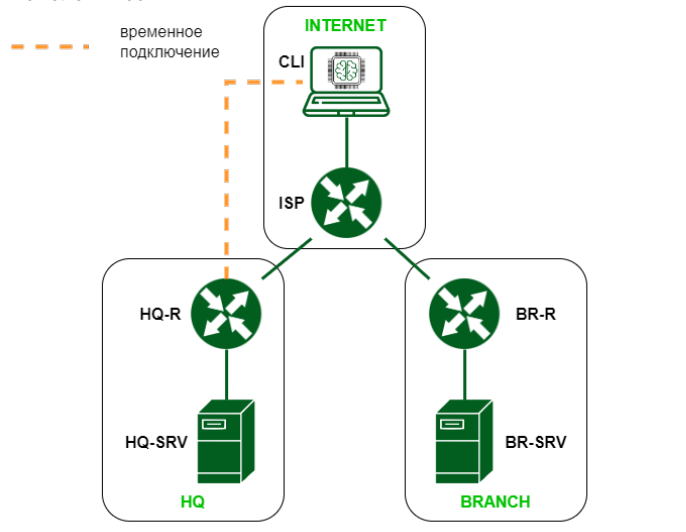 временное
подключение
INTERNET
CLI
ISP
HQ-R
BR-R
HQ-SRV
BR-SRV
HQ
BRANCH